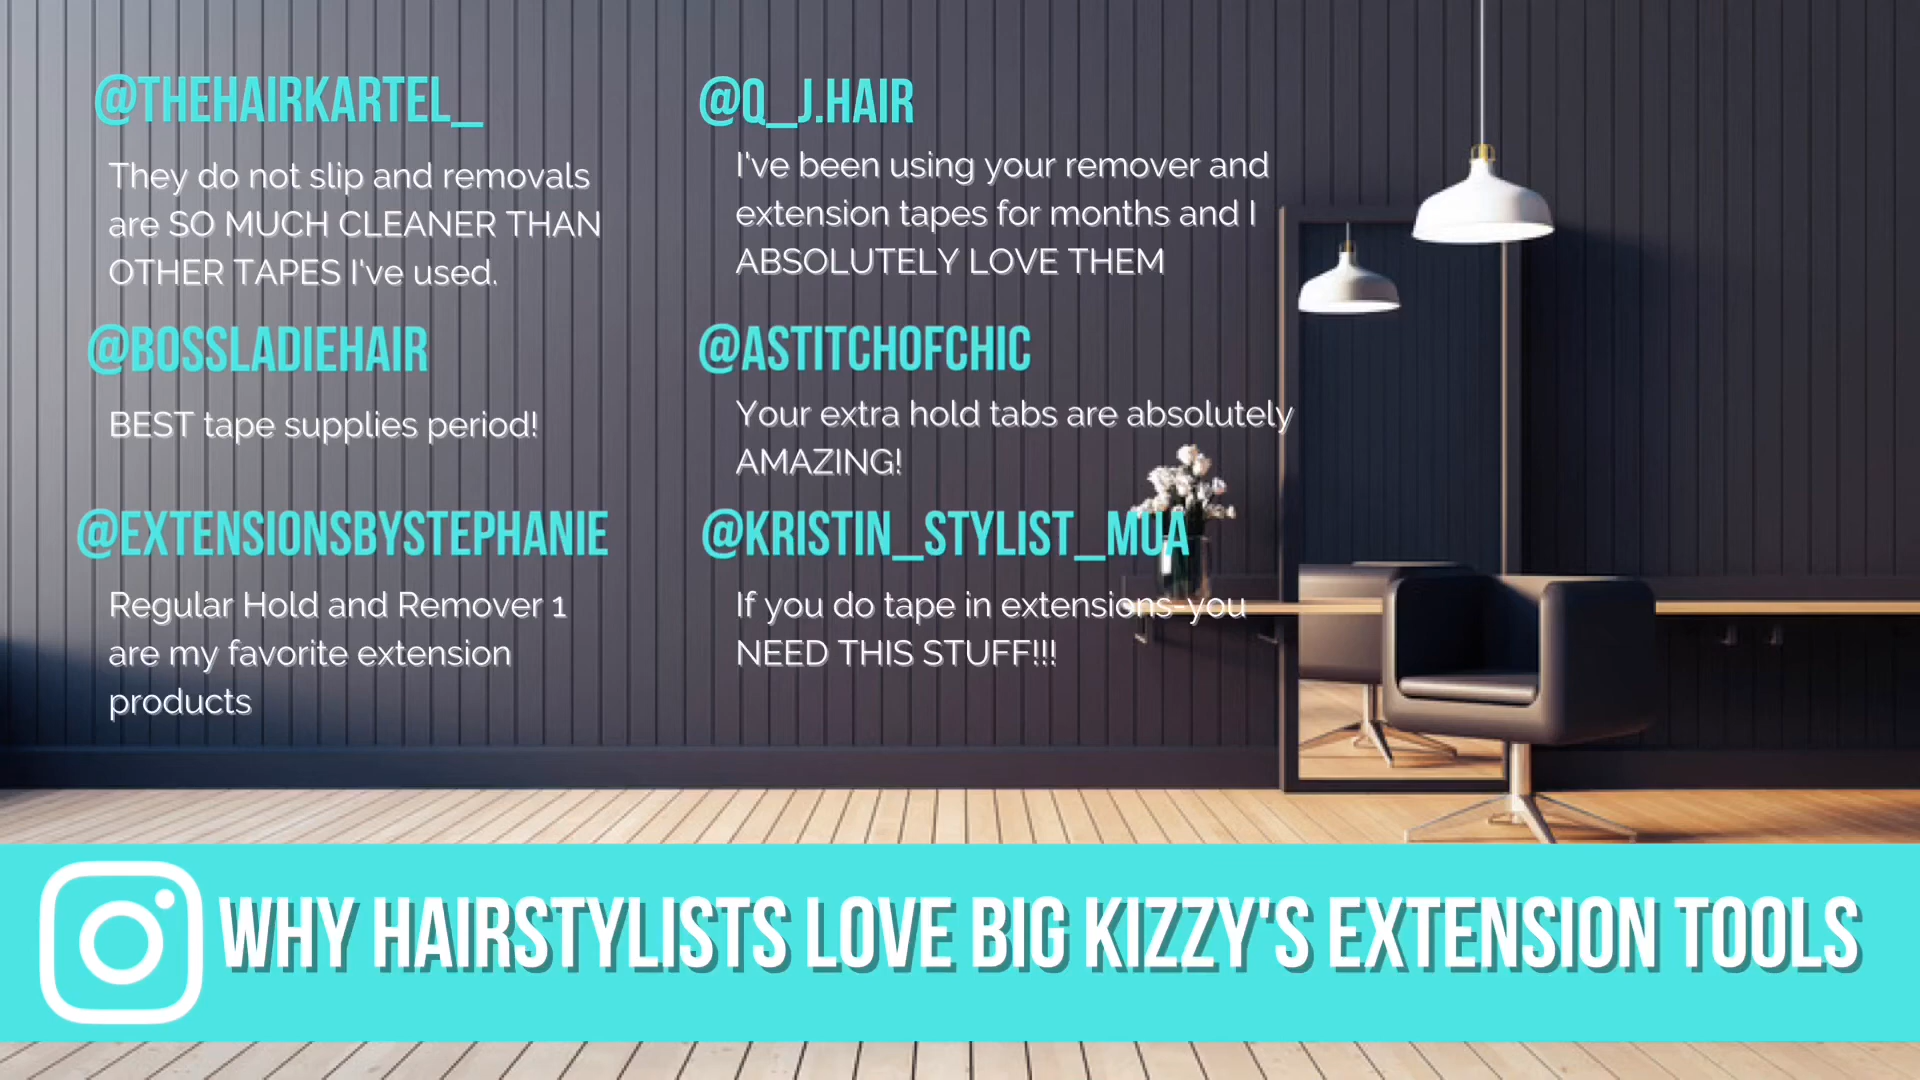 @THEHAIRKARTEL_
They do not slip and removals
are SO MUCH CLEANER THAN
OTHER TAPES I've used.
@BOSSLADIEHAIR
BEST tape supplies period!
@EXTENSIONSBYSTEPHANIE
Regular Hold and Remover 1
are my favorite extension
products
@Q_J.HAIR
I've been using your remover and
extension tapes for months and I
ABSOLUTELY LOVE THEM
@ASTITCHOFCHIC
Your extra hold tabs are absolutely
AMAZING!
@KRISTIN_STYLIST_MUA
If you do tape in extensions-you
NEED THIS STUFF!!!
WHY HAIRSTYLISTS LOVE BIG KIZZY'S EXTENSION TOOLS